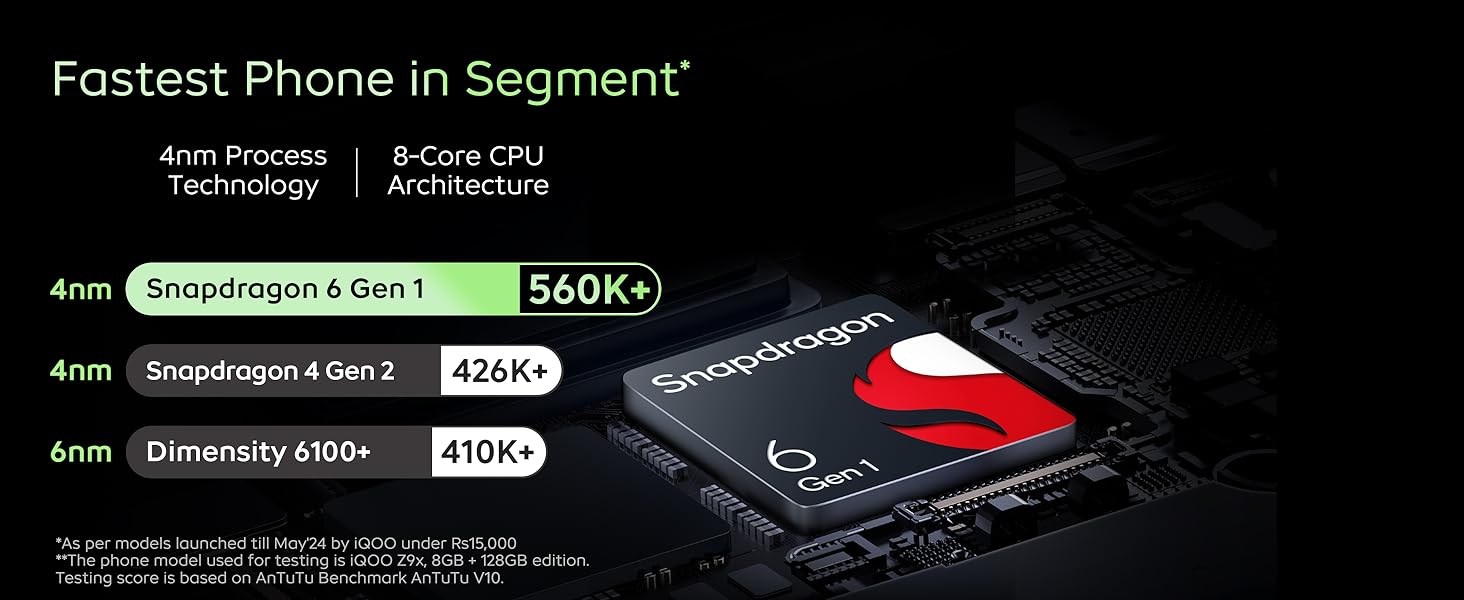 Fastest Phone in Segment*
4nm Process
Technology
8-Core CPU
Architecture
4nm Snapdragon 6 Gen 1 560K+
4nm Snapdragon 4 Gen 2 426K+
6nm Dimensity 6100+ 410K+
Snapdragon
6
Gen 1
*As per models launched till May'24 by iQOO under Rs15,000
**The phone model used for testing is iQOO Z9x, 8GB + 128GB edition.
Testing score is based on AnTuTu Benchmark AnTuTu V10.